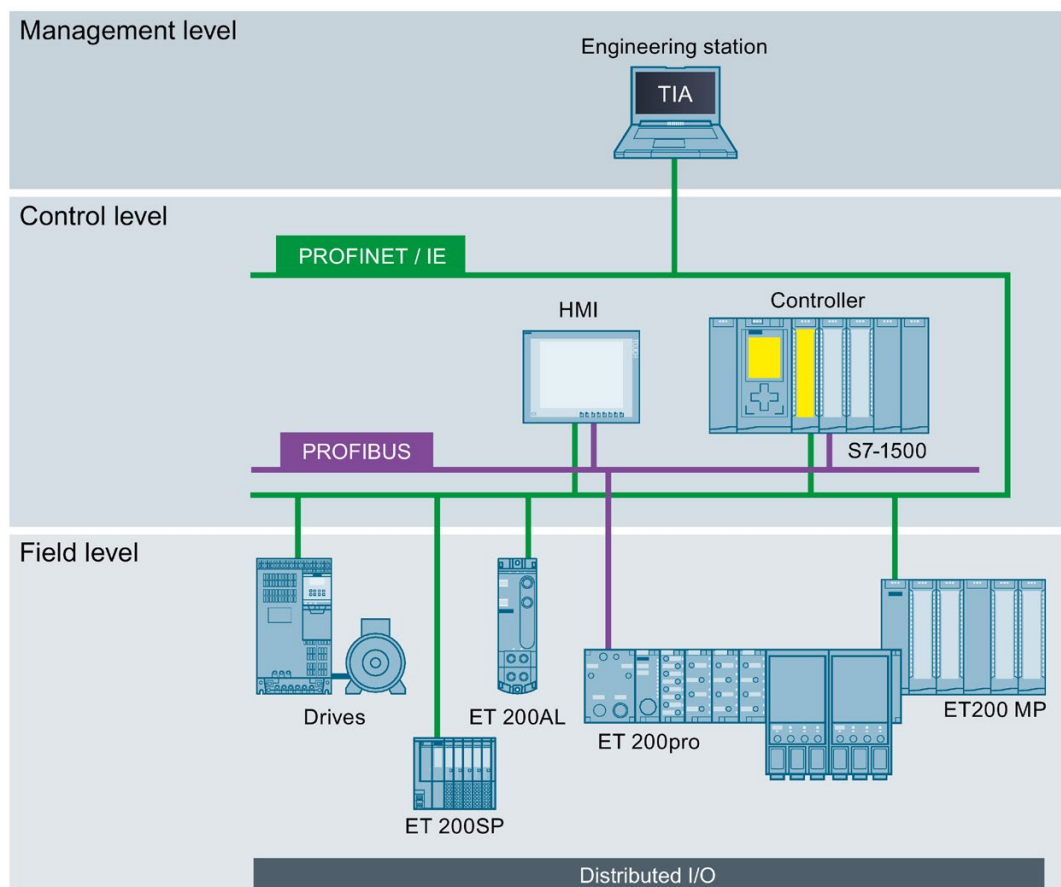 Management level
Engineering station
TIA
Control level
PROFINET / IE
HMI
Controller
PROFIBUS
S7-1500
Field level
Drives
ET 200AL
ET 200pro
ET200 MP
ET 200SP
Distributed I/O